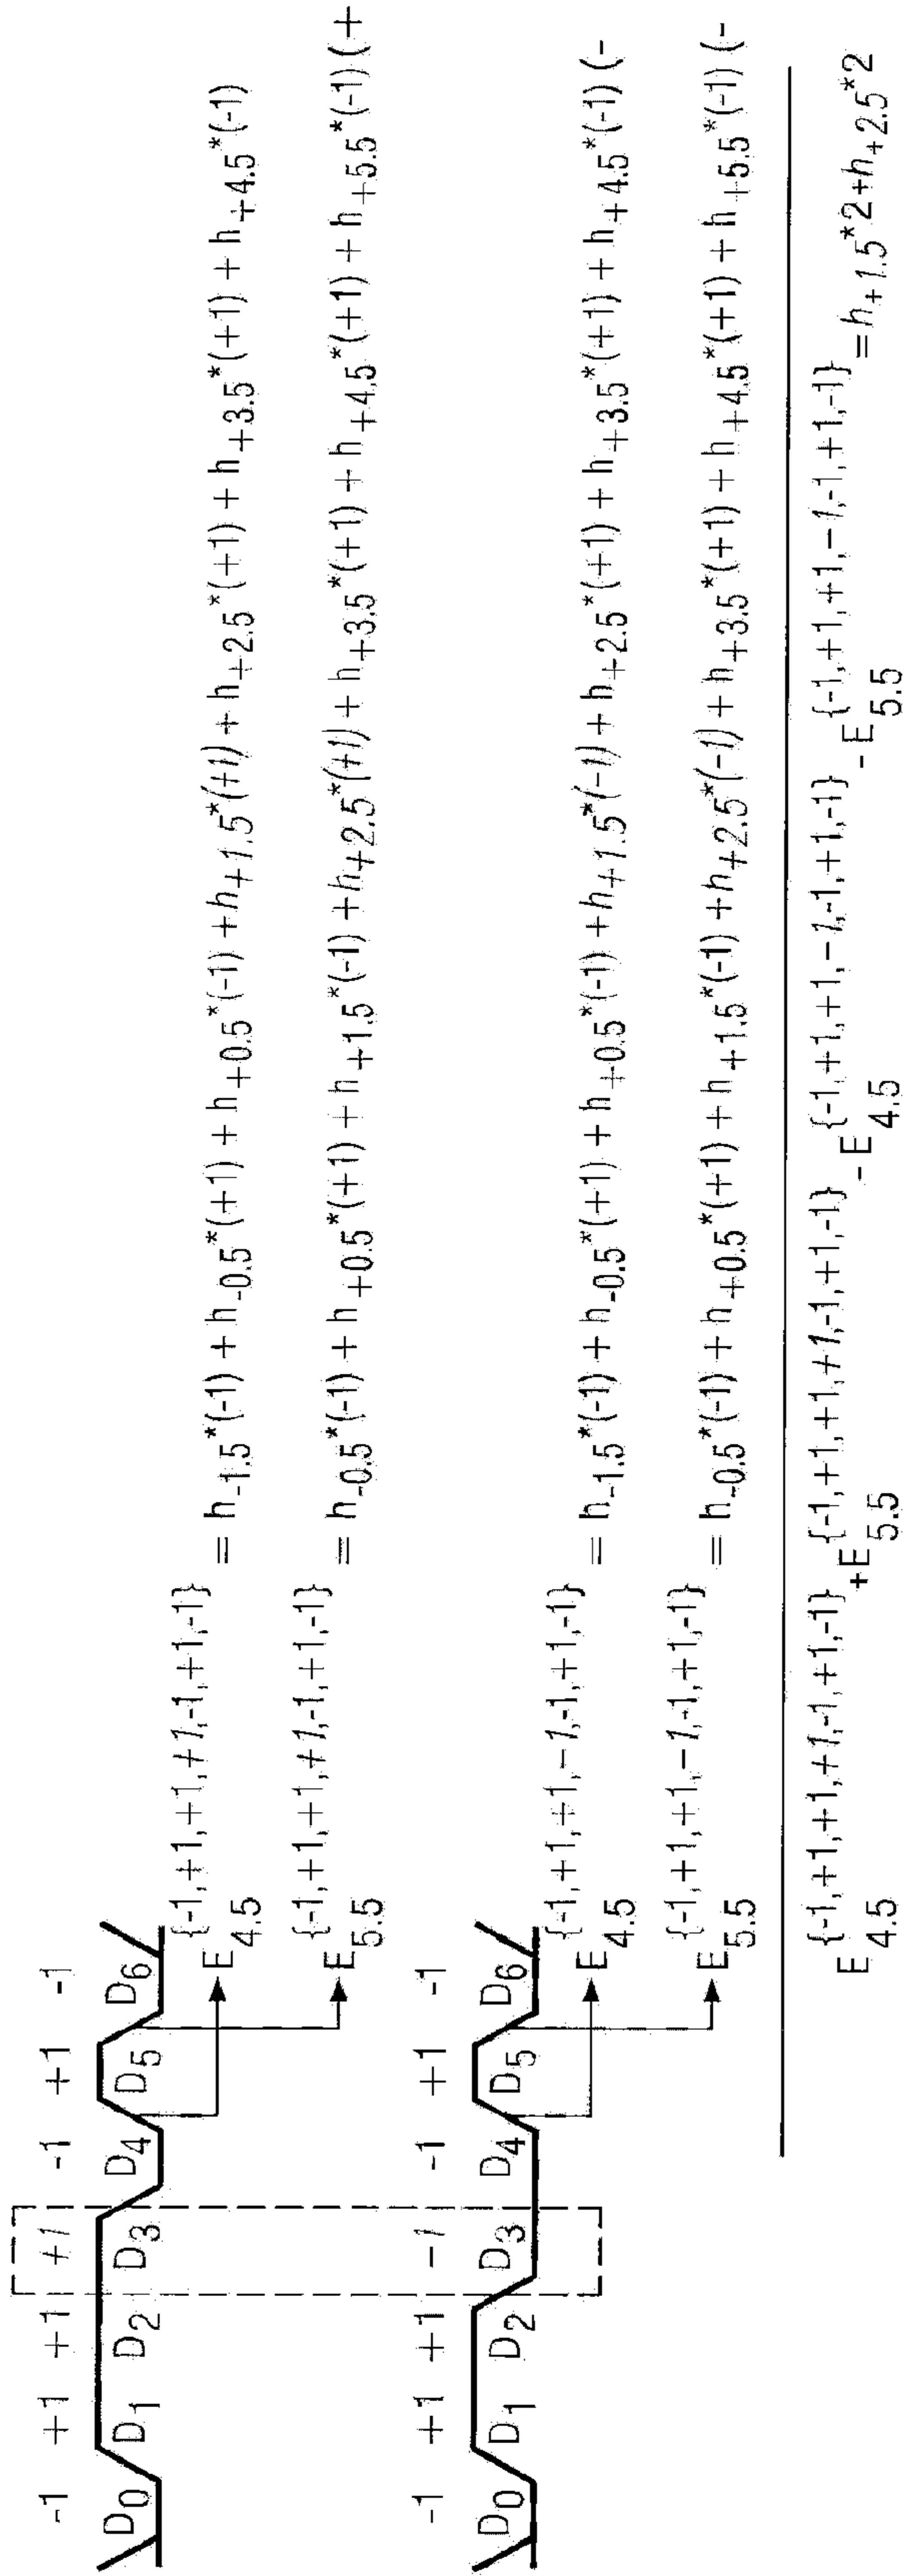 -1 +1 +1 +1 -1 +1 -1
D0 D1 D2 D3 D4 D5 D6
E4.5{-1,+1,+1,+1,-1,+1,-1} = h-1.5*(-1) + h-0.5*(+1) + h+0.5*(-1) + h+1.5*(+1) + h+2.5*(+1) + h+3.5*(+1) + h+4.5*(-1)
E5.5{-1,+1,+1,+1,-1,+1,-1} = h-0.5*(-1) + h+0.5*(+1) + h+1.5*(-1) + h+2.5*(+1) + h+3.5*(+1) + h+4.5*(+1) + h+5.5*(-1) (+
-1 +1 +1 -1 -1 +1 -1
D0 D1 D2 D3 D4 D5 D6
E4.5{-1,+1,+1,-1,-1,+1,-1} = h-1.5*(-1) + h-0.5*(+1) + h+0.5*(-1) + h+1.5*(-1) + h+2.5*(+1) + h+3.5*(+1) + h+4.5*(-1) (-
E5.5{-1,+1,+1,-1,-1,+1,-1} = h-0.5*(-1) + h+0.5*(+1) + h+1.5*(-1) + h+2.5*(-1) + h+3.5*(+1) + h+4.5*(+1) + h+5.5*(-1) (-
E4.5{-1,+1,+1,+1,-1,+1,-1} +E5.5{-1,+1,+1,+1,-1,+1,-1} - E4.5{-1,+1,+1,-1,-1,+1,-1} - E5.5{-1,+1,+1,-1,-1,+1,-1} = h+1.5*2+h+2.5*2